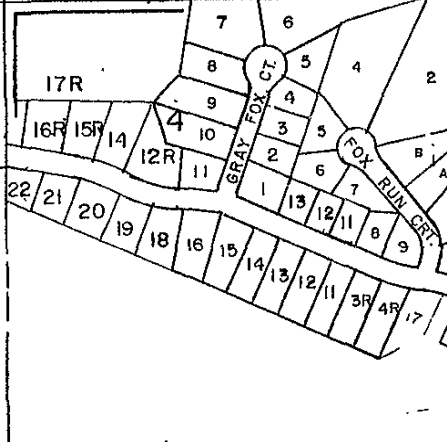 7 6
8 5 4 2
17R 9 GRAY FOX CT. 4
4 10 3 5 FOX RUN CRT. B A
16R 15R 14 12R 11 2 6 7
1 13 12 11 8 9
22 21 20 19 18 16 15 14 13 12 11 3R 4R 17